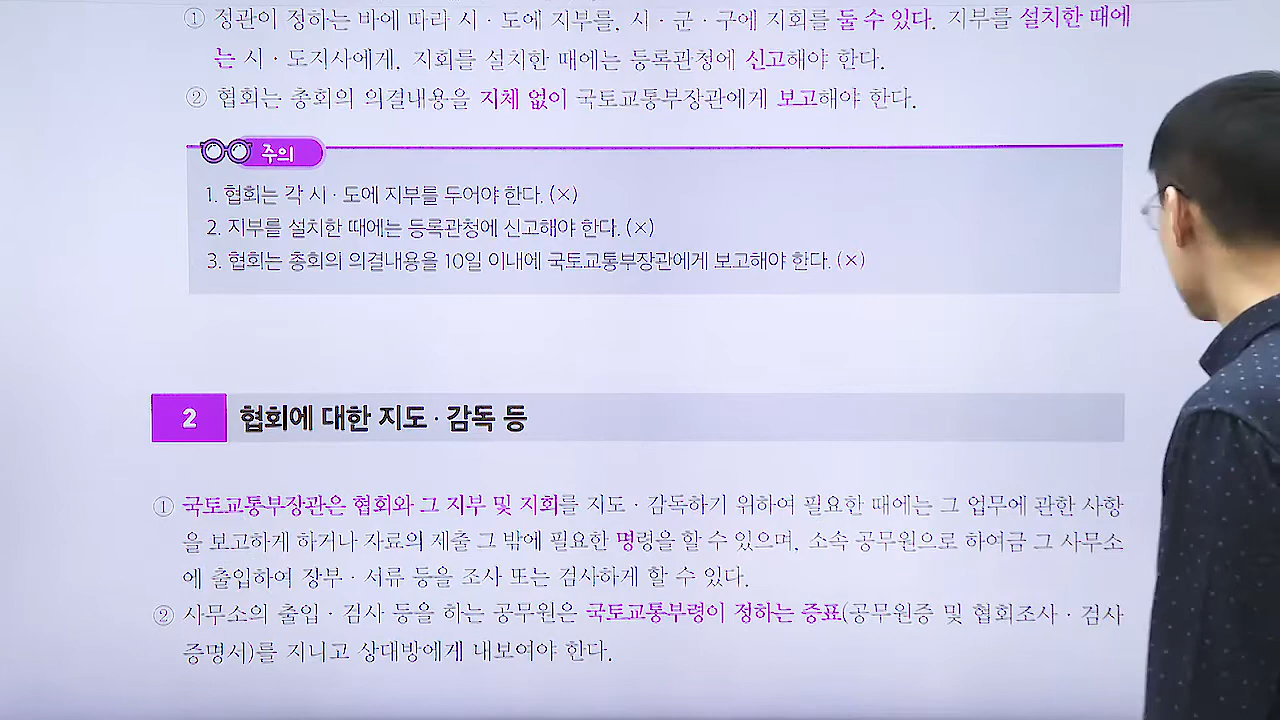 ① 정관이 정하는 바에 따라 시 · 도에 지부를, 시 · 군 · 구에 지회를 둘 수 있다. 지부를 설치한 때에
는 시 · 도지사에게, 지회를 설치한 때에는 등록관청에 신고해야 한다.
② 협회는 총회의 의결내용을 지체 없이 국토교통부장관에게 보고해야 한다.
주의
1. 협회는 각 시 · 도에 지부를 두어야 한다. (×)
2. 지부를 설치한 때에는 등록관청에 신고해야 한다. (×)
3. 협회는 총회의 의결내용을 10일 이내에 국토교통부장관에게 보고해야 한다. (×)
2 협회에 대한 지도 · 감독 등
① 국토교통부장관은 협회와 그 지부 및 지회를 지도 · 감독하기 위하여 필요한 때에는 그 업무에 관한 사항
을 보고하게 하거나 자료의 제출 그 밖에 필요한 명령을 할 수 있으며, 소속 공무원으로 하여금 그 사무소
에 출입하여 장부 · 서류 등을 조사 또는 검사하게 할 수 있다.
② 사무소의 출입 · 검사 등을 하는 공무원은 국토교통부령이 정하는 증표(공무원증 및 협회조사 · 검사
증명서)를 지니고 상대방에게 내보여야 한다.